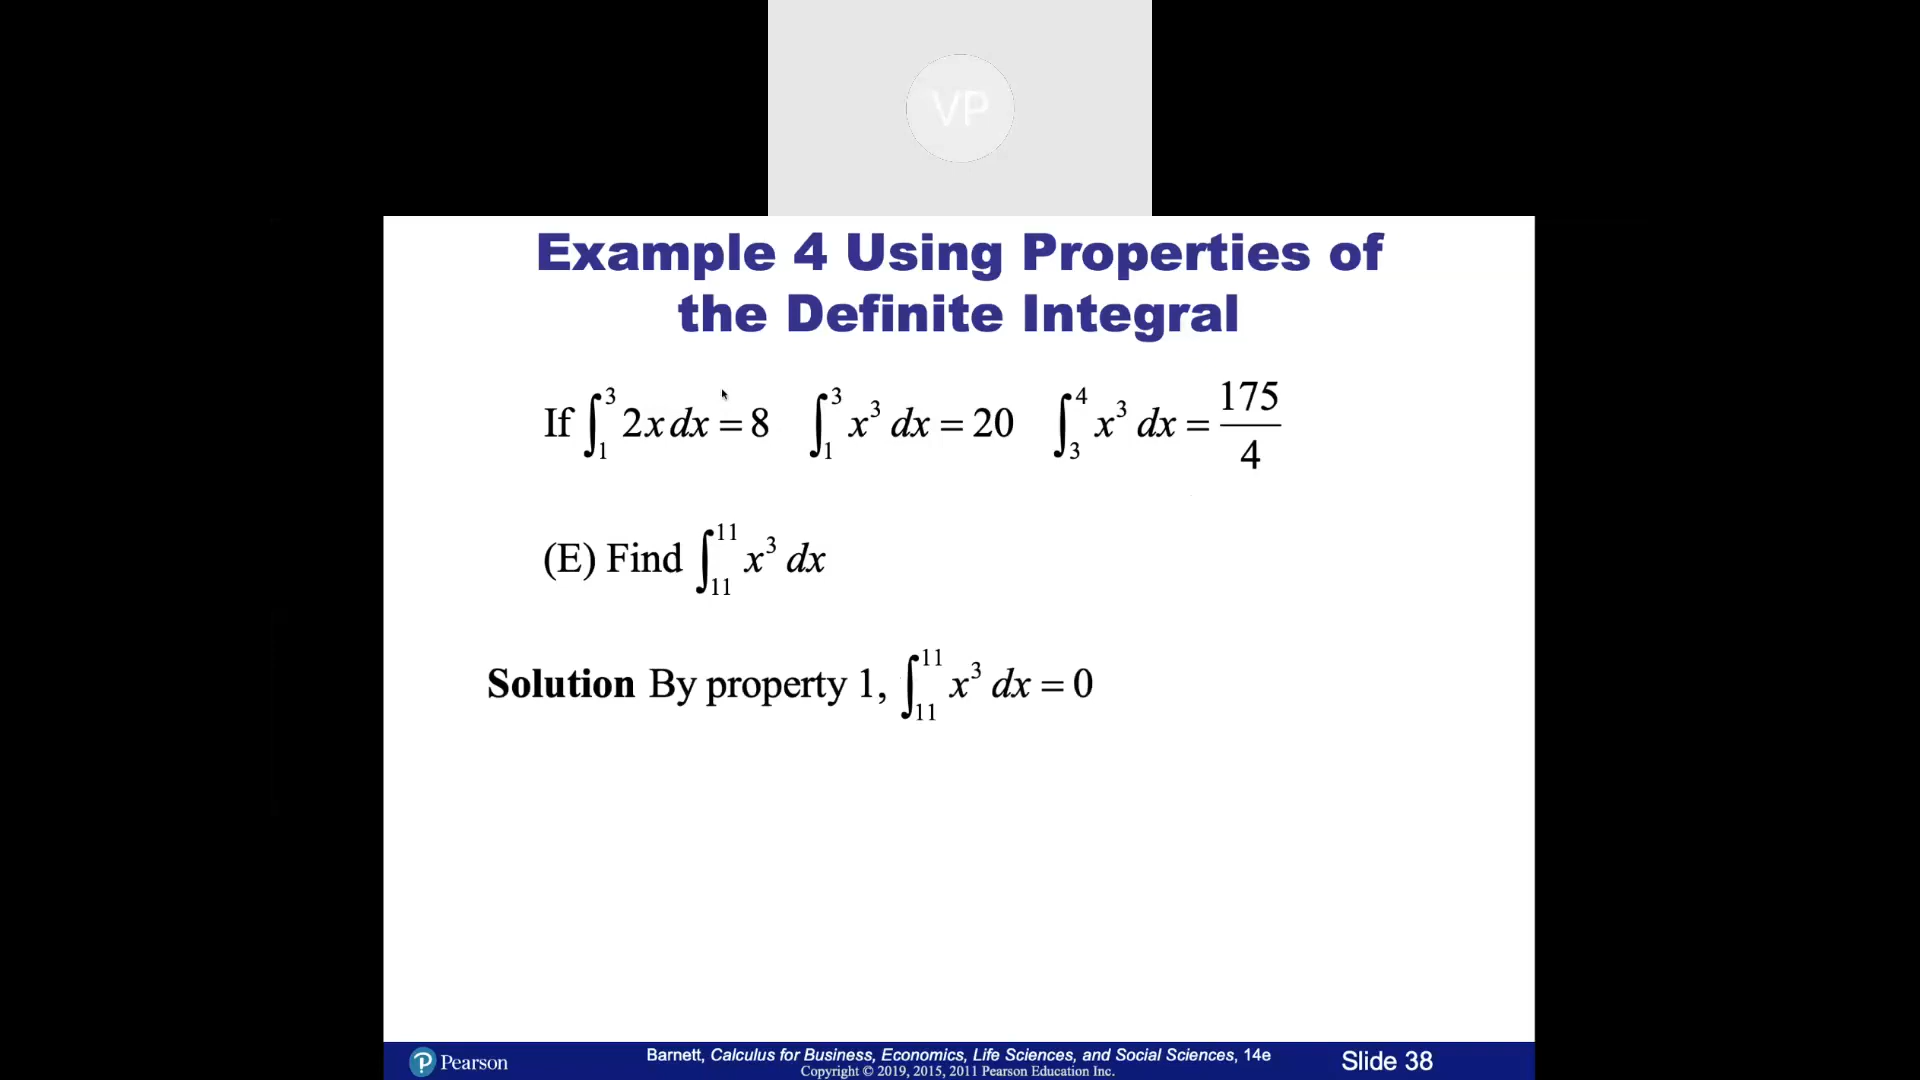 VP
Example 4 Using Properties of
the Definite Integral
If ∫₁³ 2x dx = 8 ∫₁³ x³ dx = 20 ∫₃⁴ x³ dx = 175/4
(E) Find ∫₁₁¹¹ x³ dx
Solution By property 1, ∫₁₁¹¹ x³ dx = 0
Pearson
Barnett, Calculus for Business, Economics, Life Sciences, and Social Sciences, 14e
Copyright © 2019, 2015, 2011 Pearson Education Inc.
Slide 38